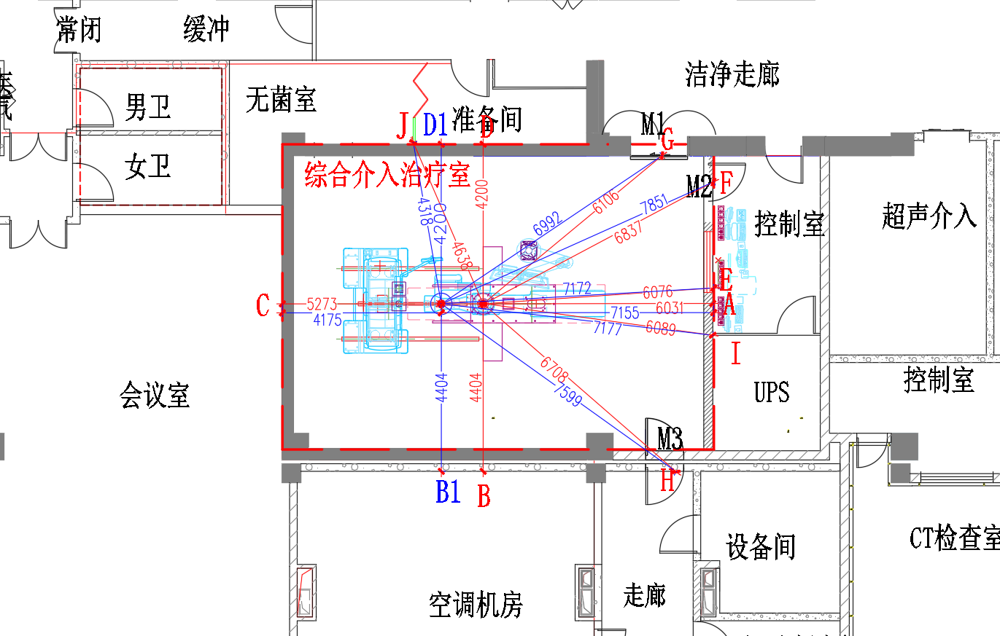 常闭
缓冲
洁净走廊
无菌室
男卫
准备间
M1
J
D1
D
G
女卫
综合介入治疗室
M2
F
4200
4318
4200
6106
7851
6992
6837
4638
控制室
超声介入
7172
6076
E
C
5273
6031
A
4175
7155
7177
6089
I
6708
7599
4404
4404
会议室
UPS
控制室
M3
B1
B
H
设备间
CT检查室
空调机房
走廊